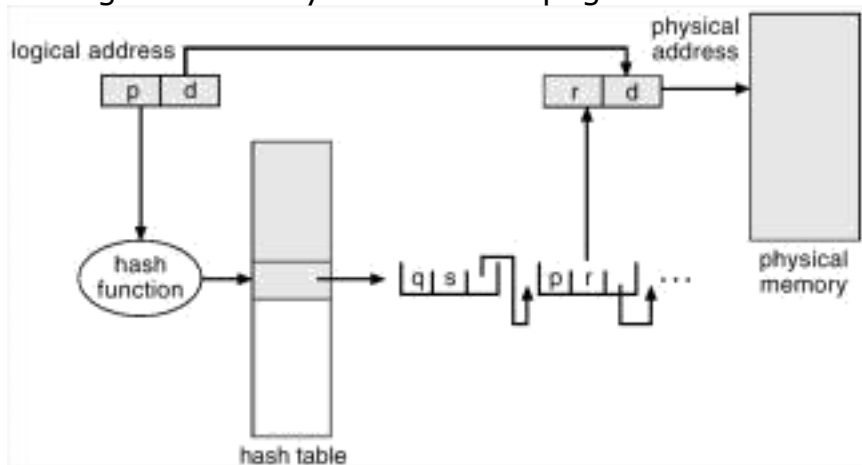 logical address
physical
address
p d
r d
hash
function
q s
p r
...
physical
memory
hash table